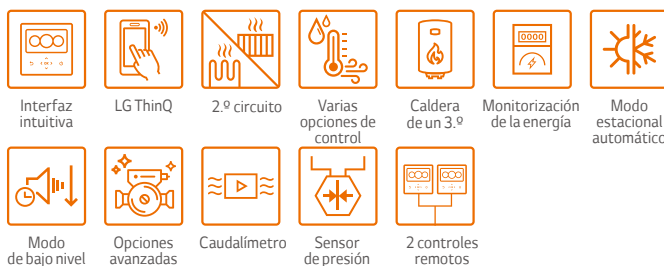 Interfaz
intuitiva
LG ThinQ
2.º circuito
Varias
opciones de
control
Caldera
de un 3.º
Monitorización
de la energía
Modo
estacional
automático
Modo
de bajo nivel
Opciones
avanzadas
Caudalímetro
Sensor
de presión
2 controles
remotos